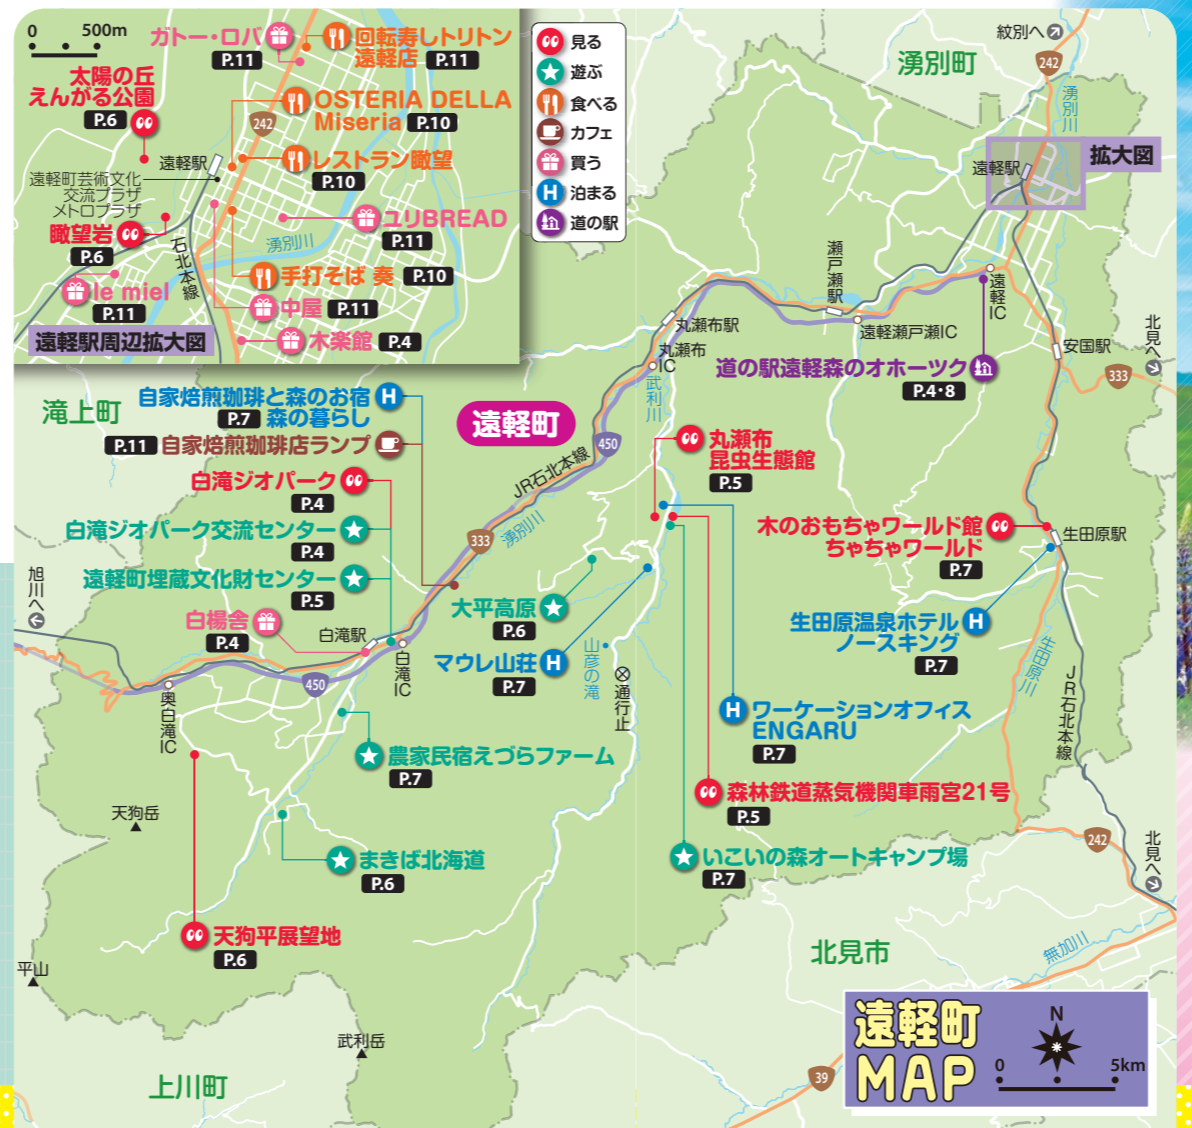 0 500m
ガトー・ロバ
P.11
回転寿しトリトン
遠軽店 P.11
太陽の丘
えんがる公園
P.6
OSTERIA DELLA
Miseria P.10
242
レストラン瞰望
P.10
遠軽駅
遠軽町芸術文化
交流プラザ
メトロプラザ
瞰望岩
P.6
石北本線
湧別川
ユリBREAD
P.11
手打そば 奏 P.10
le miel
P.11
中屋 P.11
木楽館 P.4
遠軽駅周辺拡大図
見る
遊ぶ
食べる
カフェ
買う
泊まる
道の駅
紋別へ
242
湧別町
湧別川
遠軽駅
拡大図
瀬戸瀬駅
遠軽IC
遠軽瀬戸瀬IC
丸瀬布駅
丸瀬布
IC
武利川
安国駅
北見へ
333
道の駅遠軽森のオホーツク
P.4・8
滝上町
自家焙煎珈琲と森のお宿
P.7 森の暮らし
P.11 自家焙煎珈琲店ランプ
遠軽町
450
JR石北本線
湧別川
333
白滝ジオパーク
P.4
白滝ジオパーク交流センター
P.4
遠軽町埋蔵文化財センター
P.5
白楊舎
P.4
旭川へ
白滝駅
白滝IC
450
奥白滝IC
丸瀬布
昆虫生態館
P.5
木のおもちゃワールド館
ちゃちゃワールド
P.7
生田原駅
大平高原
P.6
マウレ山荘
P.7
山彦の滝
通行止
生田原温泉ホテル
ノースキング
P.7
生田原川
JR石北本線
ワーケーションオフィス
ENGARU
P.7
農家民宿えづらファーム
P.7
森林鉄道蒸気機関車雨宮21号
P.5
天狗岳
まきば北海道
P.6
いこいの森オートキャンプ場
P.7
242
北見へ
天狗平展望地
P.6
平山
北見市
無加川
武利岳
上川町
39
遠軽町
MAP
N
0 5km